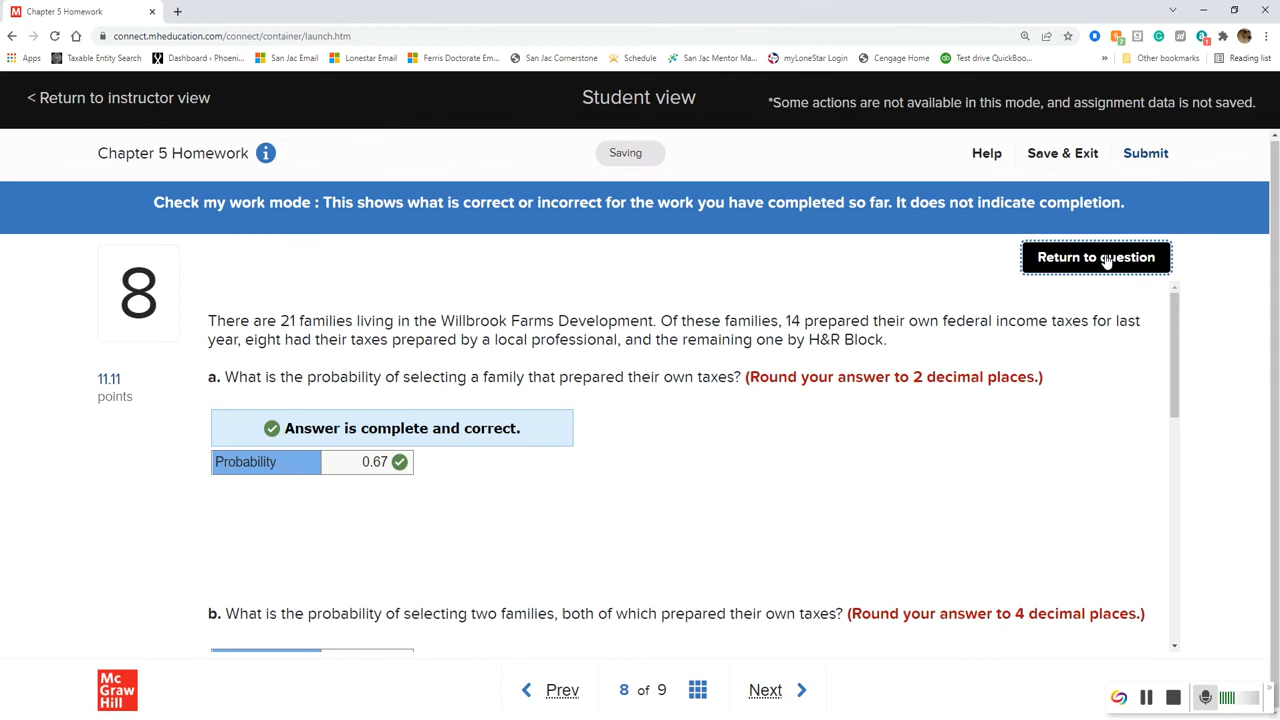 Chapter 5 Homework
connect.mheducation.com/connect/container/launch.htm
Apps
Taxable Entity Search
Dashboard ‹ Phoeni...
San Jac Email
Lonestar Email
Ferris Doctorate Em...
San Jac Cornerstone
Schedule
San Jac Mentor Ma...
myLoneStar Login
Cengage Home
Test drive QuickBoo...
»
Other bookmarks
Reading list
< Return to instructor view
Student view
*Some actions are not available in this mode, and assignment data is not saved.
Chapter 5 Homework
Saving
Help
Save & Exit
Submit
Check my work mode : This shows what is correct or incorrect for the work you have completed so far. It does not indicate completion.
Return to question
8
There are 21 families living in the Willbrook Farms Development. Of these families, 14 prepared their own federal income taxes for last
year, eight had their taxes prepared by a local professional, and the remaining one by H&R Block.
11.11
points
a. What is the probability of selecting a family that prepared their own taxes? (Round your answer to 2 decimal places.)
Answer is complete and correct.
Probability 0.67
b. What is the probability of selecting two families, both of which prepared their own taxes? (Round your answer to 4 decimal places.)
Mc
Graw
Hill
Prev
8 of 9
Next